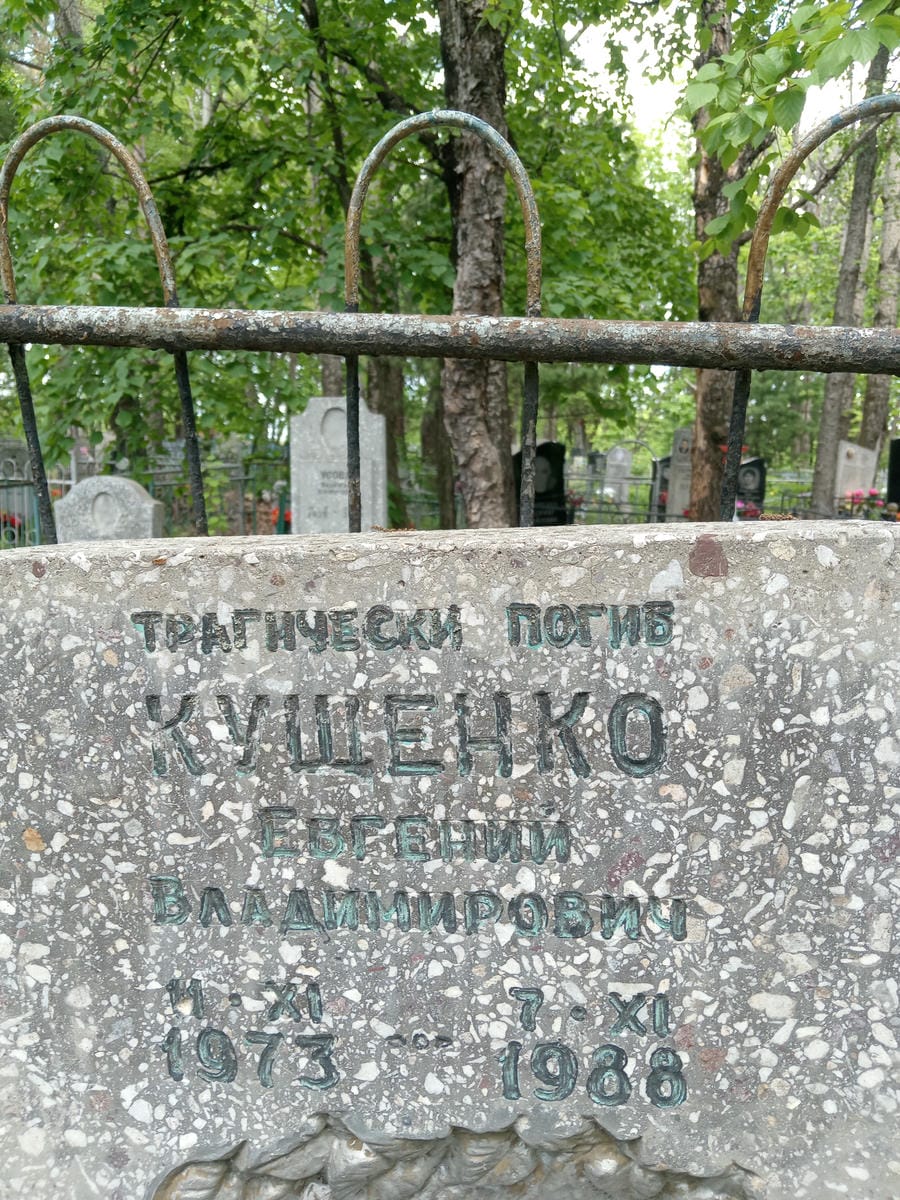 ТРАГИЧЕСКИ ПОГИБ
КУЩЕНКО
ЕВГЕНИЙ
ВЛАДИМИРОВИЧ
11 · XI 7 · XI
1973 — 1988